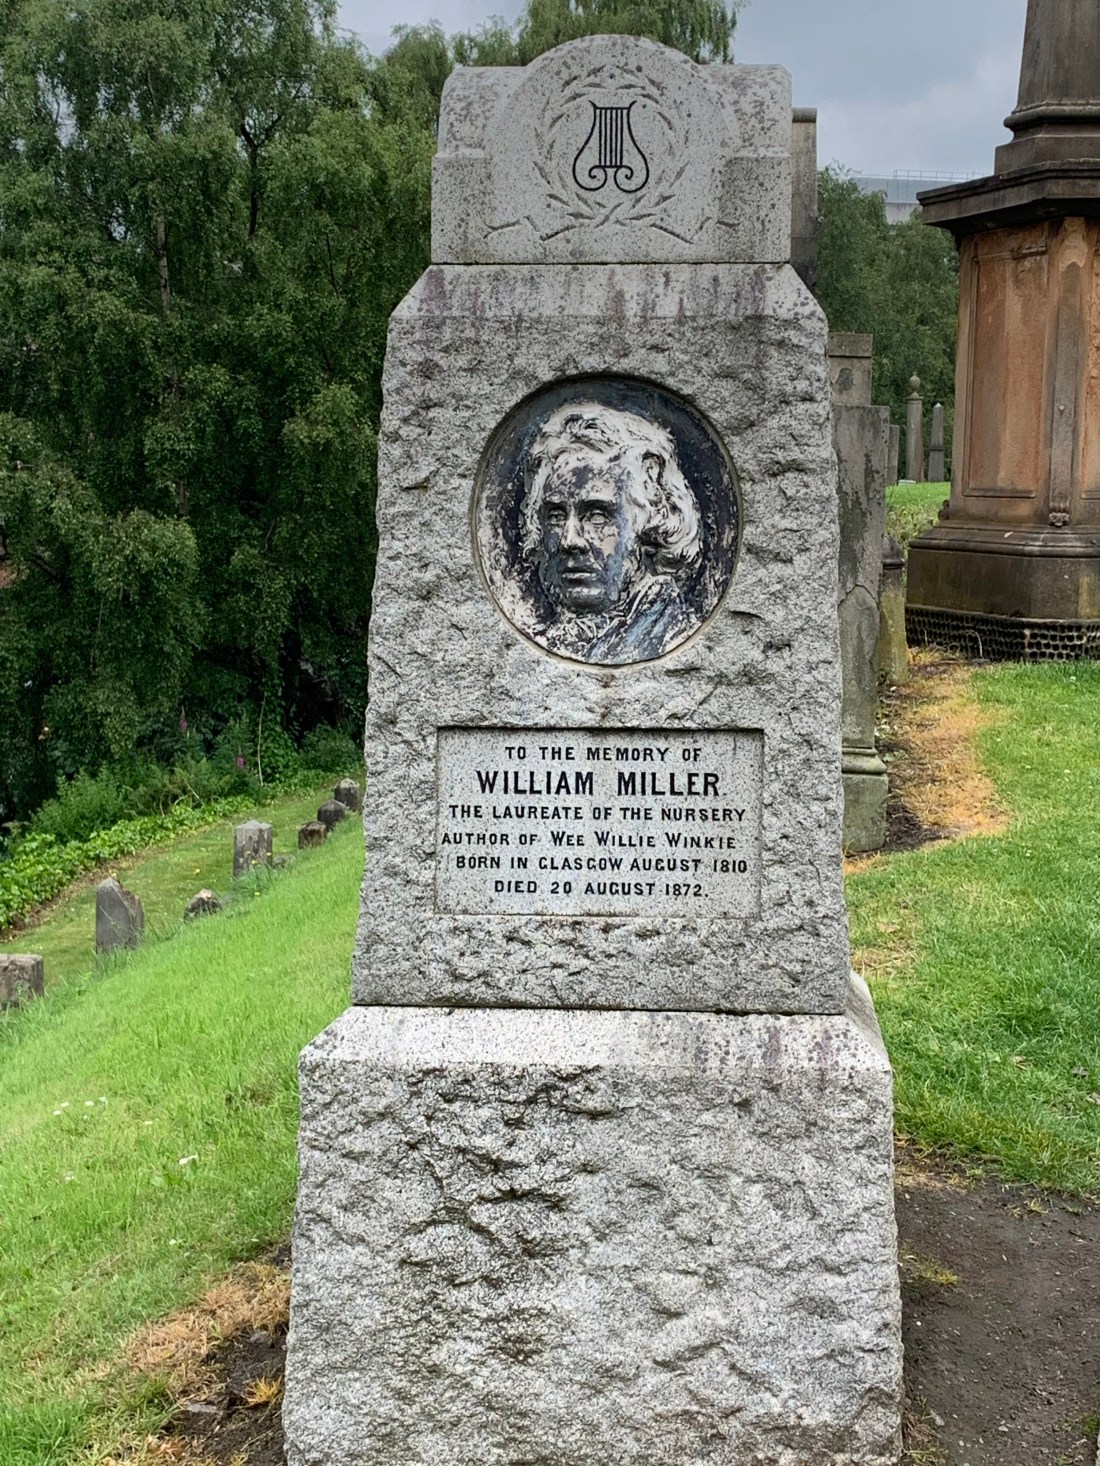 TO THE MEMORY OF
WILLIAM MILLER
THE LAUREATE OF THE NURSERY
AUTHOR OF WEE WILLIE WINKIE
BORN IN GLASGOW AUGUST 1810
DIED 20 AUGUST 1872.